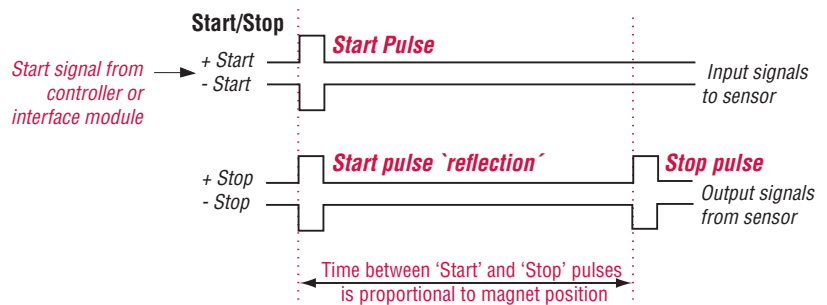 Start/Stop
+ Start
- Start
Start Pulse
Start signal from
controller or
interface module
Input signals
to sensor
+ Stop
- Stop
Start pulse `reflection´
Stop pulse
Output signals
from sensor
Time between ‘Start’ and ‘Stop’ pulses
is proportional to magnet position